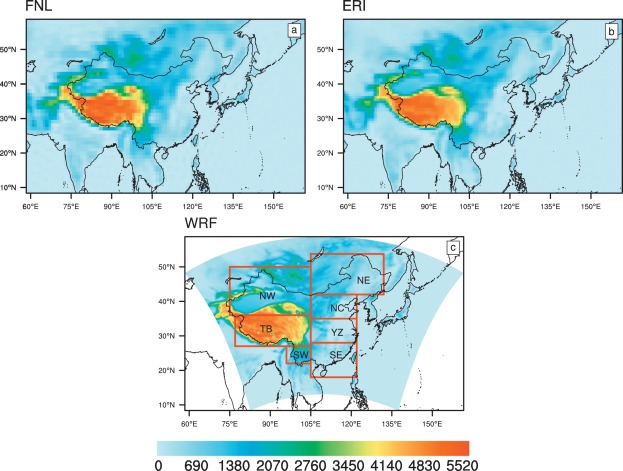 FNL
ERI
a
b
50°N
40°N
30°N
20°N
10°N
60°E 75°E 90°E 105°E 120°E 135°E 150°E
50°N
40°N
30°N
20°N
10°N
60°E 75°E 90°E 105°E 120°E 135°E 150°E
WRF
c
50°N
40°N
30°N
20°N
10°N
NE
NW
NC
TB
YZ
SW
SE
60°E 75°E 90°E 105°E 120°E 135°E 150°E
0 690 1380 2070 2760 3450 4140 4830 5520